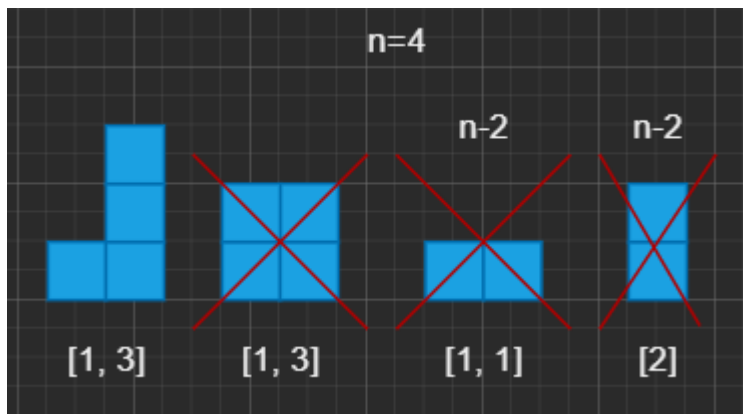 n=4
n-2 n-2
[1, 3] [1, 3] [1, 1] [2]